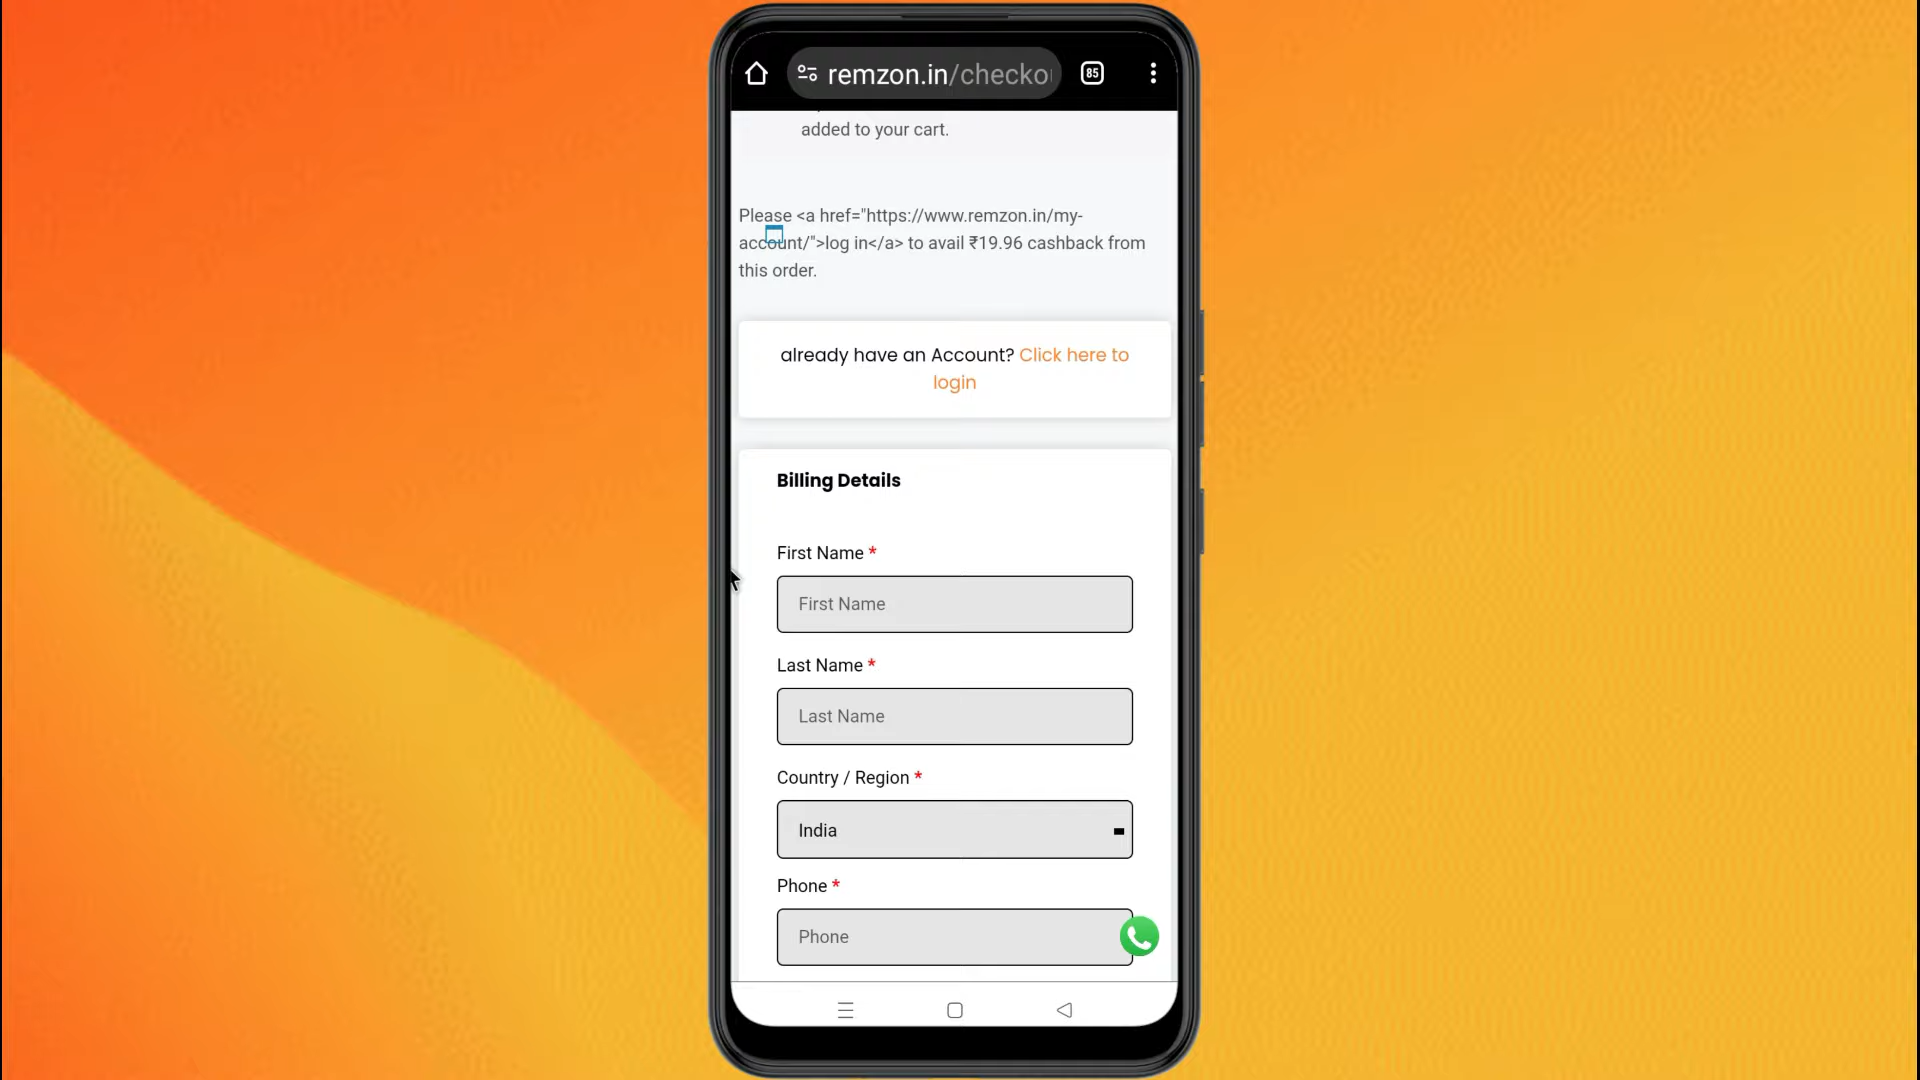 remzon.in/checko
85
added to your cart.
Please <a href="https://www.remzon.in/my-
account/">log in</a> to avail ₹19.96 cashback from
this order.
already have an Account? Click here to
login
Billing Details
First Name *
First Name
Last Name *
Last Name
Country / Region *
India
Phone *
Phone